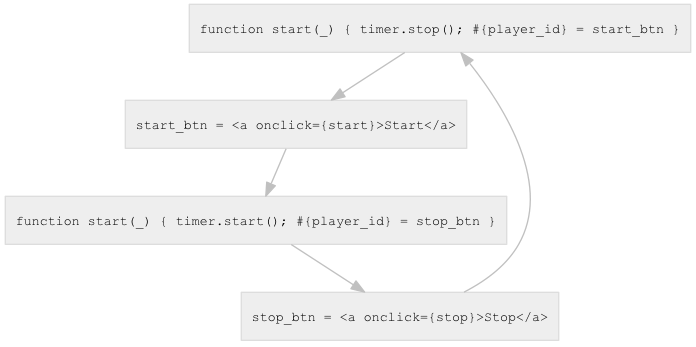 function start(_) { timer.stop(); #{player_id} = start_btn }
start_btn = <a onclick={start}>Start</a>
function start(_) { timer.start(); #{player_id} = stop_btn }
stop_btn = <a onclick={stop}>Stop</a>